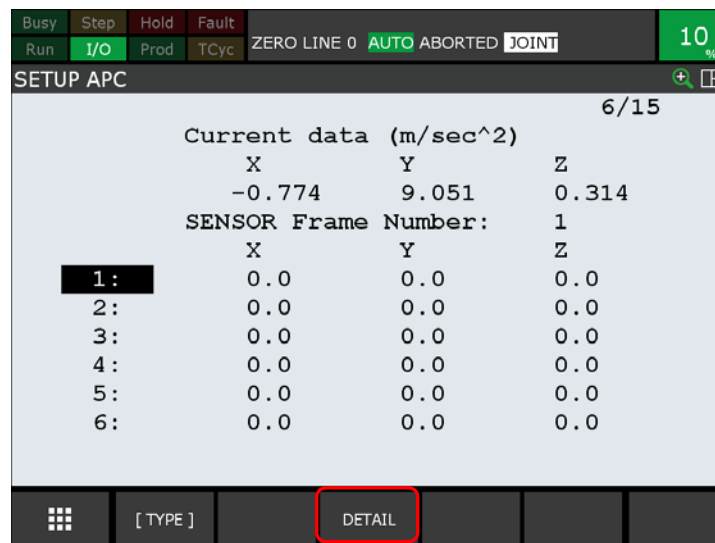 Busy Step Hold Fault
Run I/O Prod TCyc ZERO LINE 0 AUTO ABORTED JOINT 10 %
SETUP APC
6/15
Current data (m/sec^2)
X Y Z
-0.774 9.051 0.314
SENSOR Frame Number: 1
X Y Z
1: 0.0 0.0 0.0
2: 0.0 0.0 0.0
3: 0.0 0.0 0.0
4: 0.0 0.0 0.0
5: 0.0 0.0 0.0
6: 0.0 0.0 0.0
[ TYPE ] DETAIL